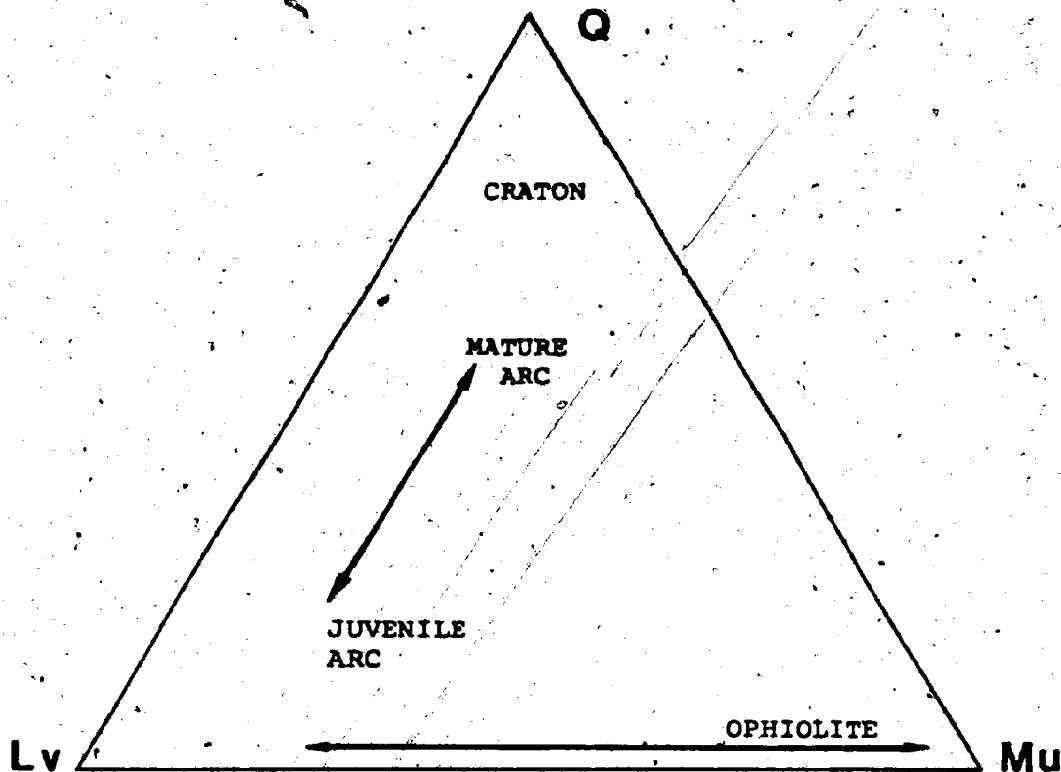 Q
CRATON
MATURE
ARC
JUVENILE
ARC
OPHIOLITE
Lv
Mu